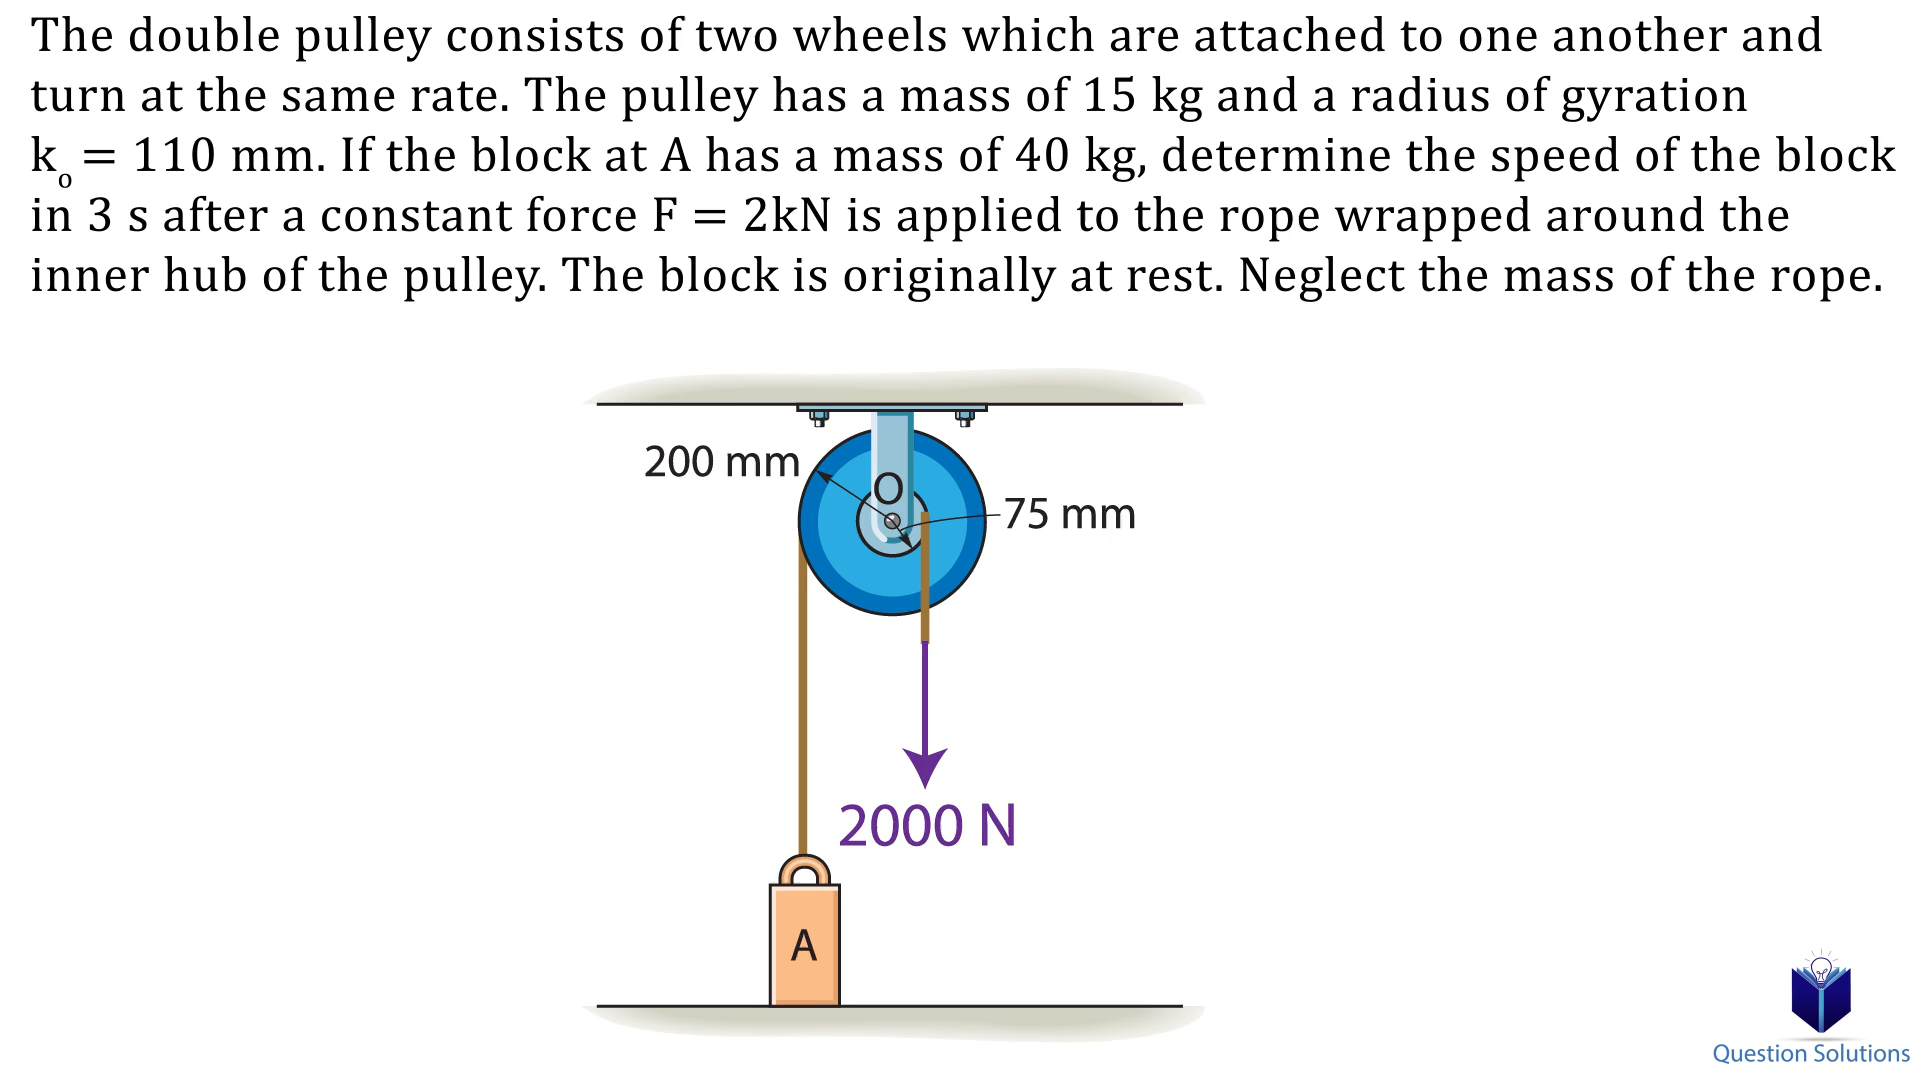 The double pulley consists of two wheels which are attached to one another and
turn at the same rate. The pulley has a mass of 15 kg and a radius of gyration
kₒ = 110 mm. If the block at A has a mass of 40 kg, determine the speed of the block
in 3 s after a constant force F = 2kN is applied to the rope wrapped around the
inner hub of the pulley. The block is originally at rest. Neglect the mass of the rope.
200 mm
O
75 mm
2000 N
A
Question Solutions